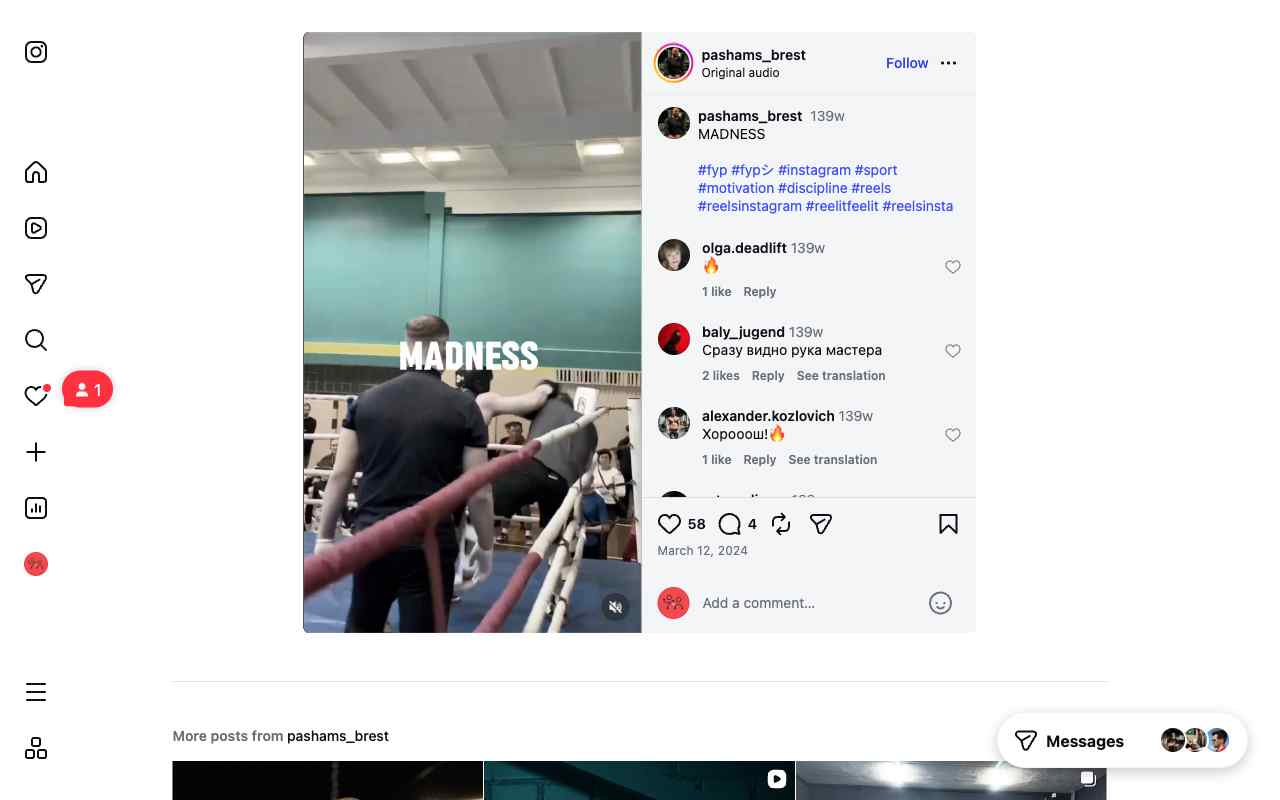 MADNESS
pashams_brest
Original audio
Follow
pashams_brest 139w
MADNESS
#fyp #fypシ #instagram #sport
#motivation #discipline #reels
#reelsinstagram #reelitfeelit #reelsinsta
olga.deadlift 139w
🔥
1 like Reply
baly_jugend 139w
Сразу видно рука мастера
2 likes Reply See translation
alexander.kozlovich 139w
Хорооош!🔥
1 like Reply See translation
58 4
March 12, 2024
Add a comment...
1
More posts from pashams_brest
Messages